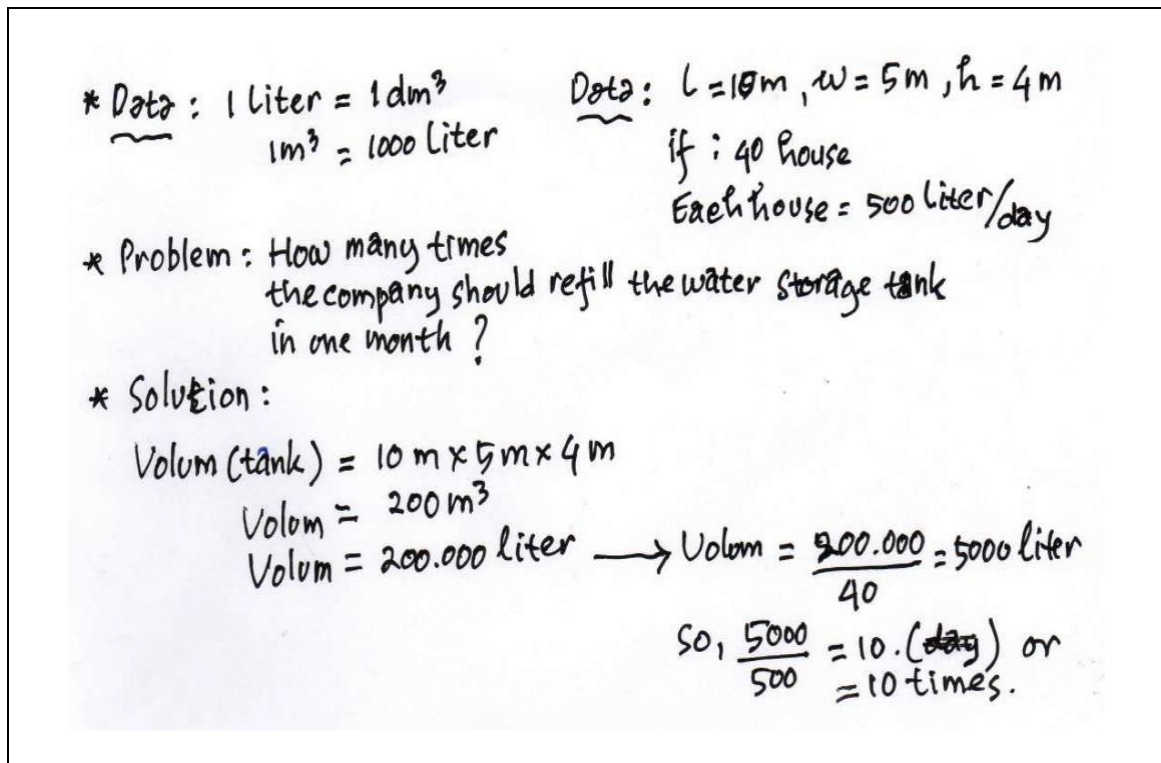 * Data : 1 Liter = 1 dm³
1m³ = 1000 Liter
Data : l = 10m, w = 5m, h = 4m
if : 40 house
Each house = 500 liter/day
* Problem : How many times
the company should refill the water storage tank
in one month ?
* Solution :
Volum (tank) = 10 m x 5 m x 4 m
Volum = 200 m³
Volum = 200.000 liter → Volum = 200.000/40 = 5000 liter
So, 5000/500 = 10. (day) or
= 10 times.